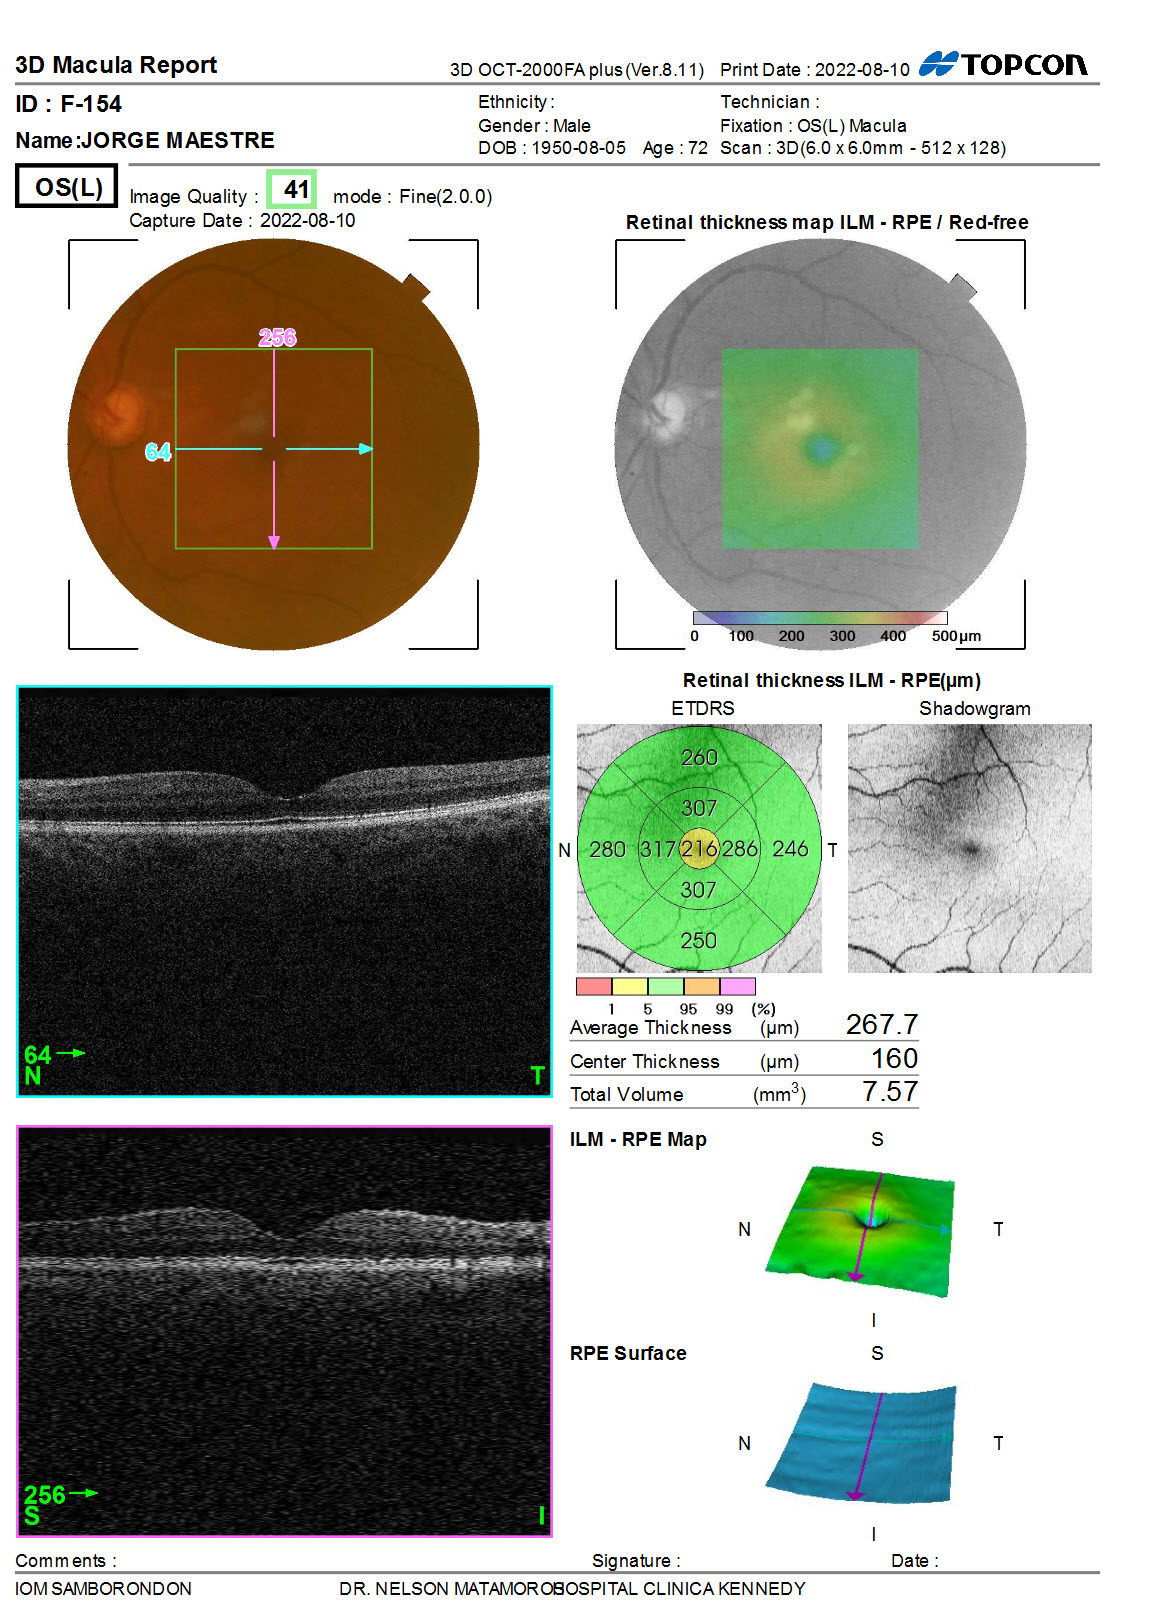 3D Macula Report
3D OCT-2000FA plus(Ver.8.11) Print Date : 2022-08-10 TOPCON
ID : F-154
Ethnicity :
Technician :
Name:JORGE MAESTRE
Gender : Male
Fixation : OS(L) Macula
DOB : 1950-08-05 Age : 72 Scan : 3D(6.0 x 6.0mm - 512 x 128)
OS(L)
Image Quality : 41 mode : Fine(2.0.0)
Capture Date : 2022-08-10
Retinal thickness map ILM - RPE / Red-free
256
64
0 100 200 300 400 500µm
Retinal thickness ILM - RPE(µm)
ETDRS Shadowgram
260
307
N 280 317 216 286 246 T
307
250
1 5 95 99 (%)
Average Thickness (µm) 267.7
Center Thickness (µm) 160
Total Volume (mm3) 7.57
64
N T
ILM - RPE Map S
N T
I
RPE Surface S
N T
I
256
S I
Comments : Signature : Date :
IOM SAMBORONDON DR. NELSON MATAMOROS HOSPITAL CLINICA KENNEDY